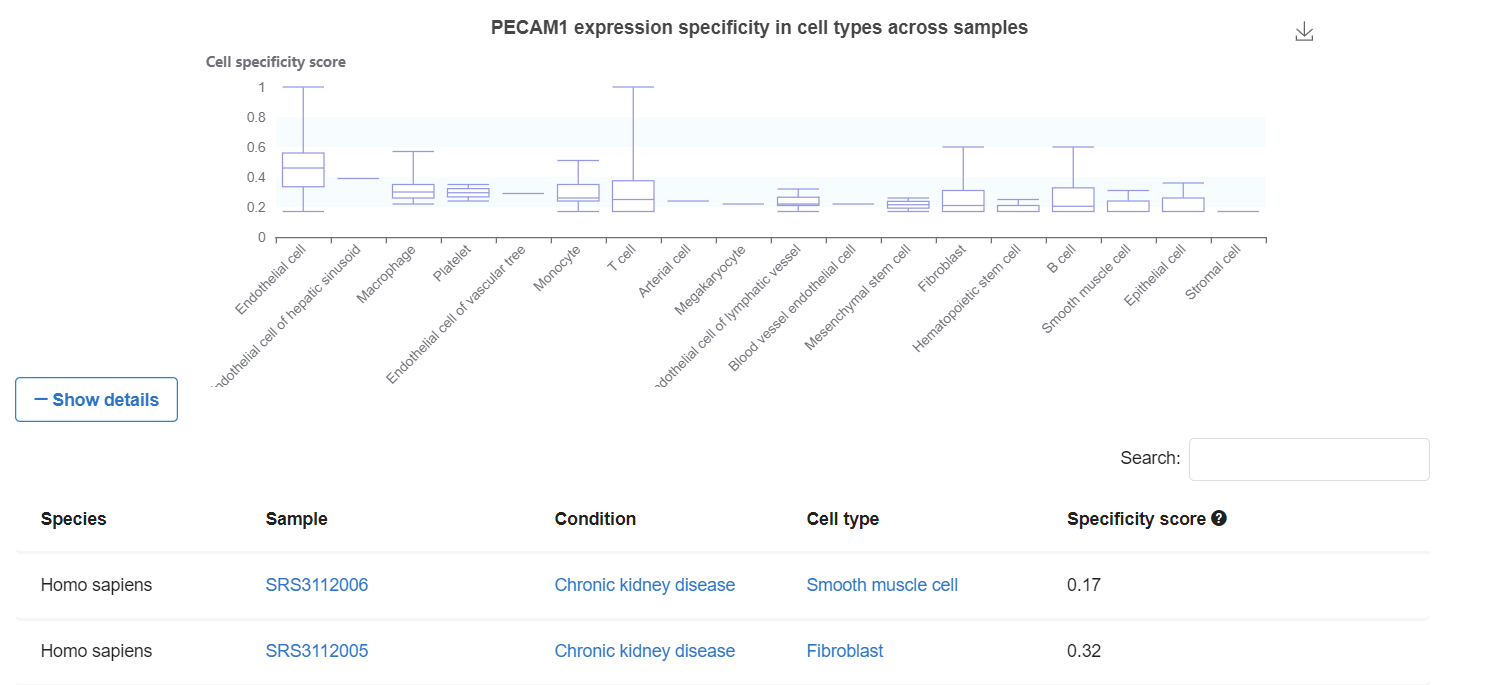 PECAM1 expression specificity in cell types across samples
Cell specificity score
1
0.8
0.6
0.4
0.2
0
Endothelial cell
ndothelial cell of hepatic sinusoid
Macrophage
Platelet
Endothelial cell of vascular tree
Monocyte
T cell
Arterial cell
Megakaryocyte
ndothelial cell of lymphatic vessel
Blood vessel endothelial cell
Mesenchymal stem cell
Fibroblast
Hematopoietic stem cell
B cell
Smooth muscle cell
Epithelial cell
Stromal cell
− Show details
Search:
Species Sample Condition Cell type Specificity score ?
Homo sapiens SRS3112006 Chronic kidney disease Smooth muscle cell 0.17
Homo sapiens SRS3112005 Chronic kidney disease Fibroblast 0.32